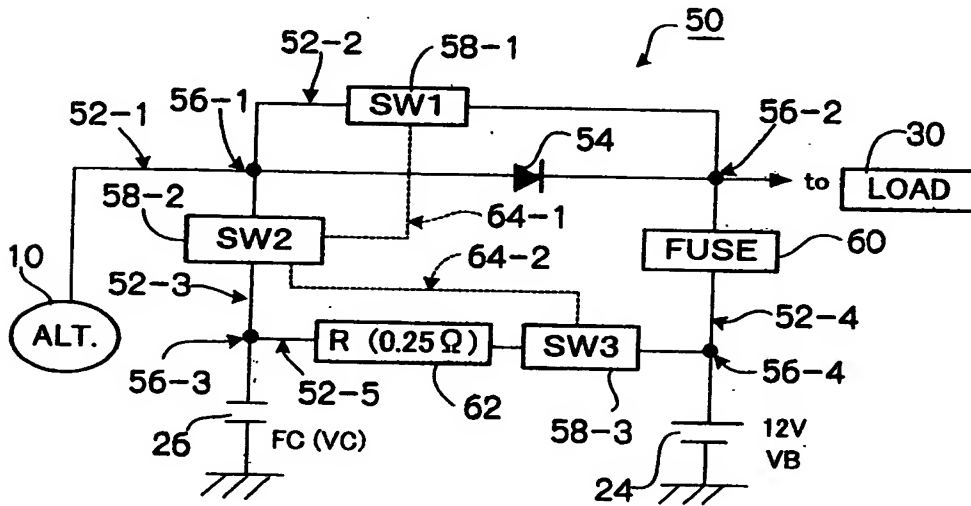 50
52-2
58-1
SW1
56-1
56-2
52-1
54
30
to
LOAD
58-2
64-1
SW2
FUSE
60
10
64-2
52-3
52-4
ALT.
R (0.25Ω)
SW3
56-3
52-5
62
56-4
58-3
26
FC (VC)
12V
VB
24